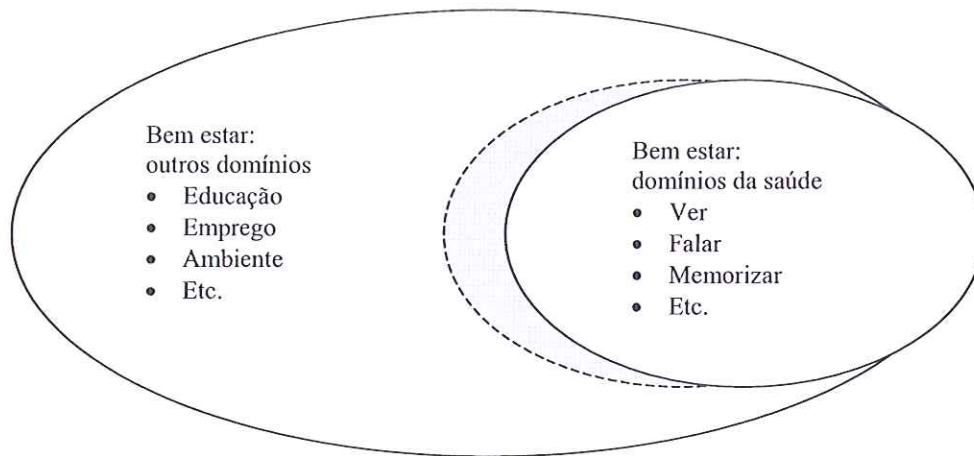 Bem estar:
outros domínios
• Educação
• Emprego
• Ambiente
• Etc.
Bem estar:
domínios da saúde
• Ver
• Falar
• Memorizar
• Etc.